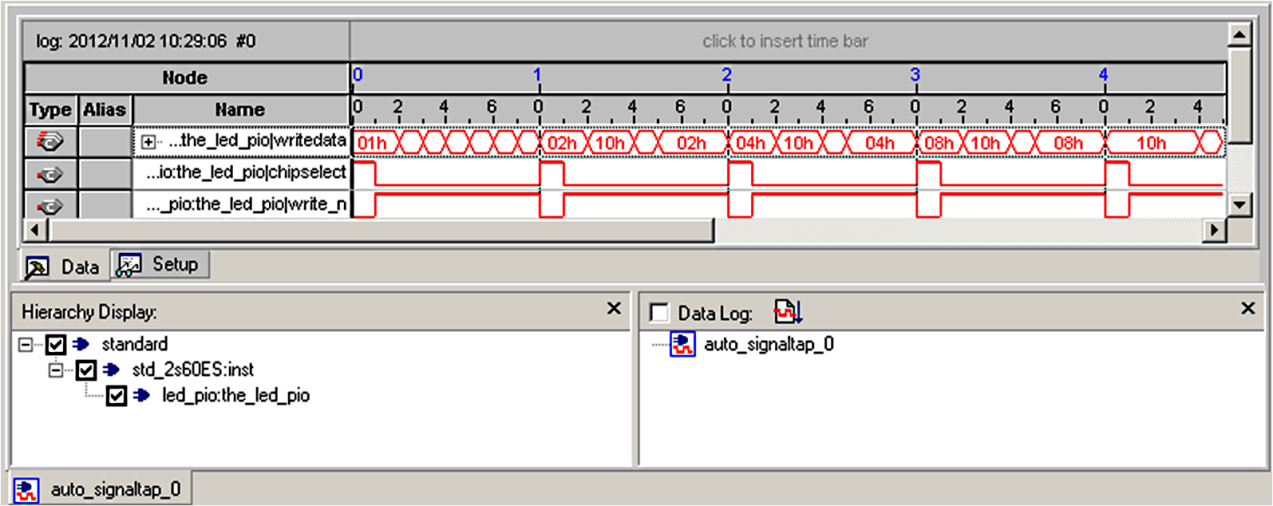 log: 2012/11/02 10:29:06 #0 click to insert time bar
Node 0 1 2 3 4
Type Alias Name 0 2 4 6 0 2 4 6 0 2 4 6 0 2 4 6 0 2 4
...the_led_pio|writedata 01h 02h 10h 02h 04h 10h 04h 08h 10h 08h 10h
...io:the_led_pio|chipselect
..._pio:the_led_pio|write_n
Data Setup
Hierarchy Display:
standard
std_2s60ES:inst
led_pio:the_led_pio
Data Log:
auto_signaltap_0
auto_signaltap_0